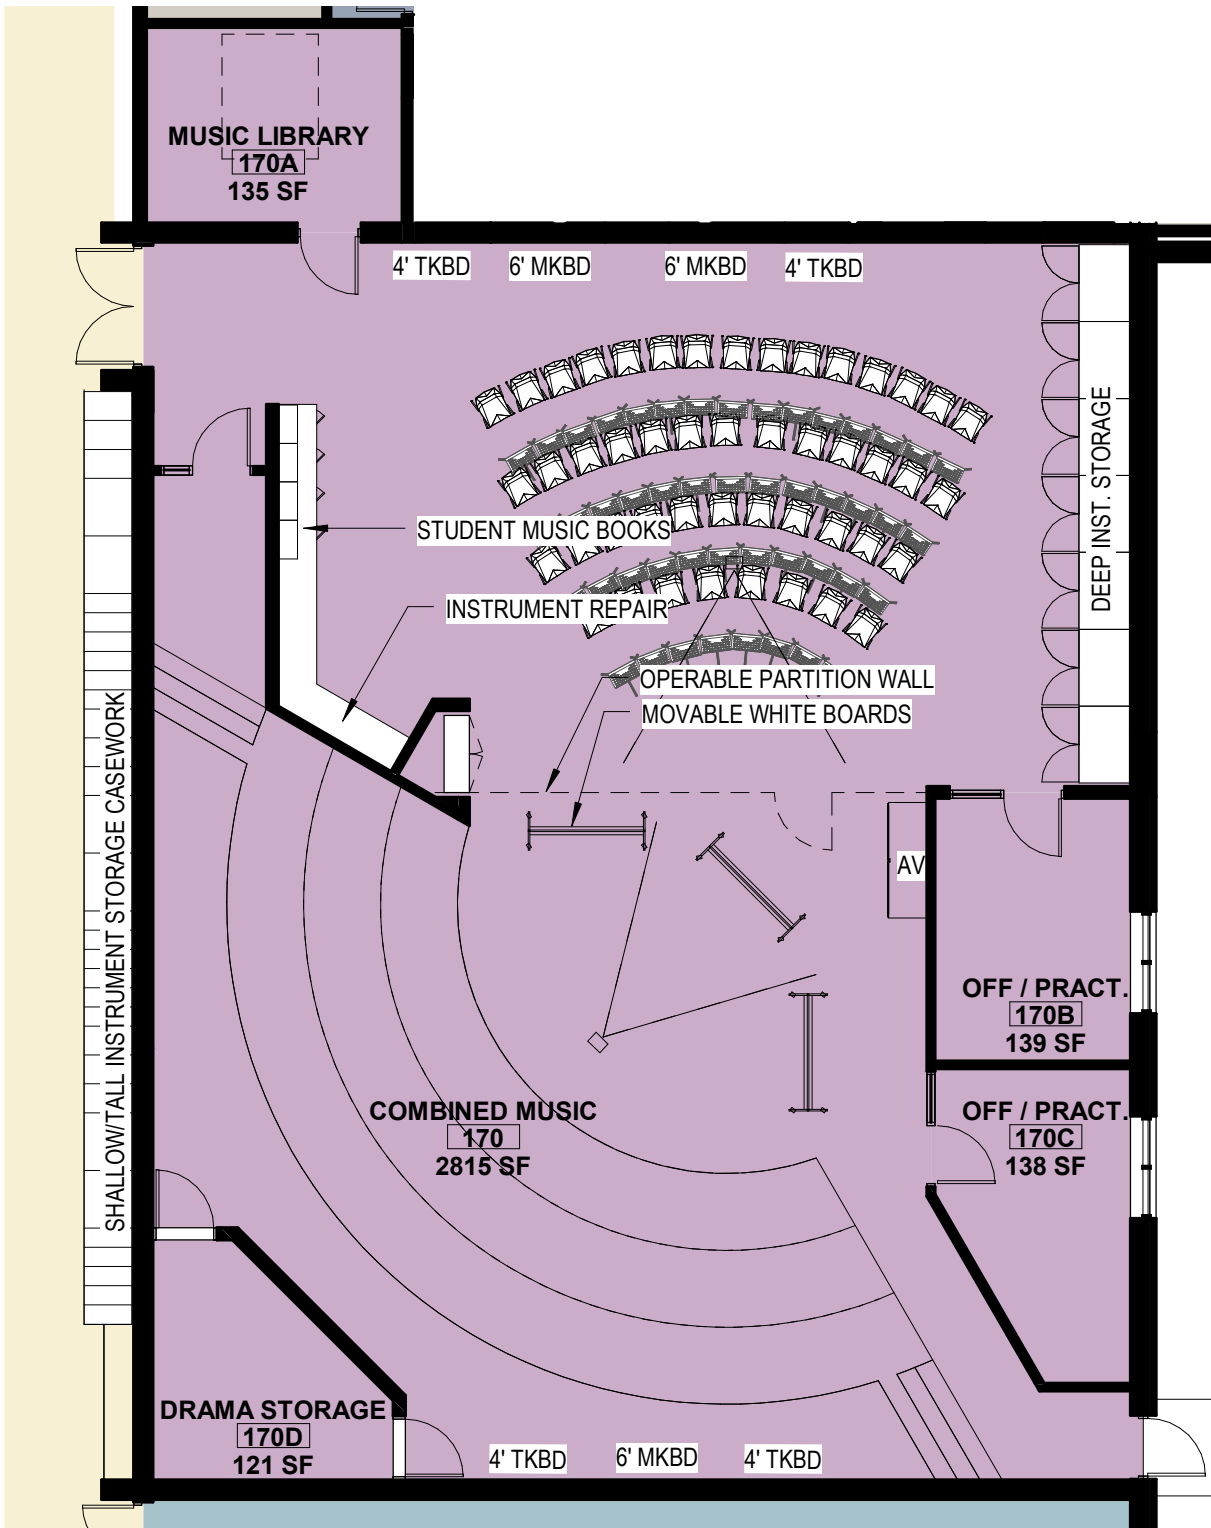 MUSIC LIBRARY
170A
135 SF
4' TKBD
6' MKBD
6' MKBD
4' TKBD
DEEP INST. STORAGE
STUDENT MUSIC BOOKS
INSTRUMENT REPAIR
OPERABLE PARTITION WALL
MOVABLE WHITE BOARDS
SHALLOW/TALL INSTRUMENT STORAGE CASEWORK
AV
OFF / PRACT.
170B
139 SF
COMBINED MUSIC
170
2815 SF
OFF / PRACT.
170C
138 SF
DRAMA STORAGE
170D
121 SF
4' TKBD
6' MKBD
4' TKBD